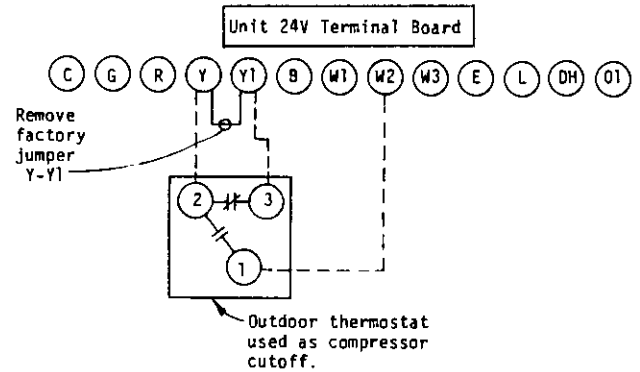 Unit 24V Terminal Board
C G R Y Y1 B W1 W2 W3 E L DH O1
Remove
factory
jumper
Y-Y1
2 3
1
Outdoor thermostat
used as compressor
cutoff.